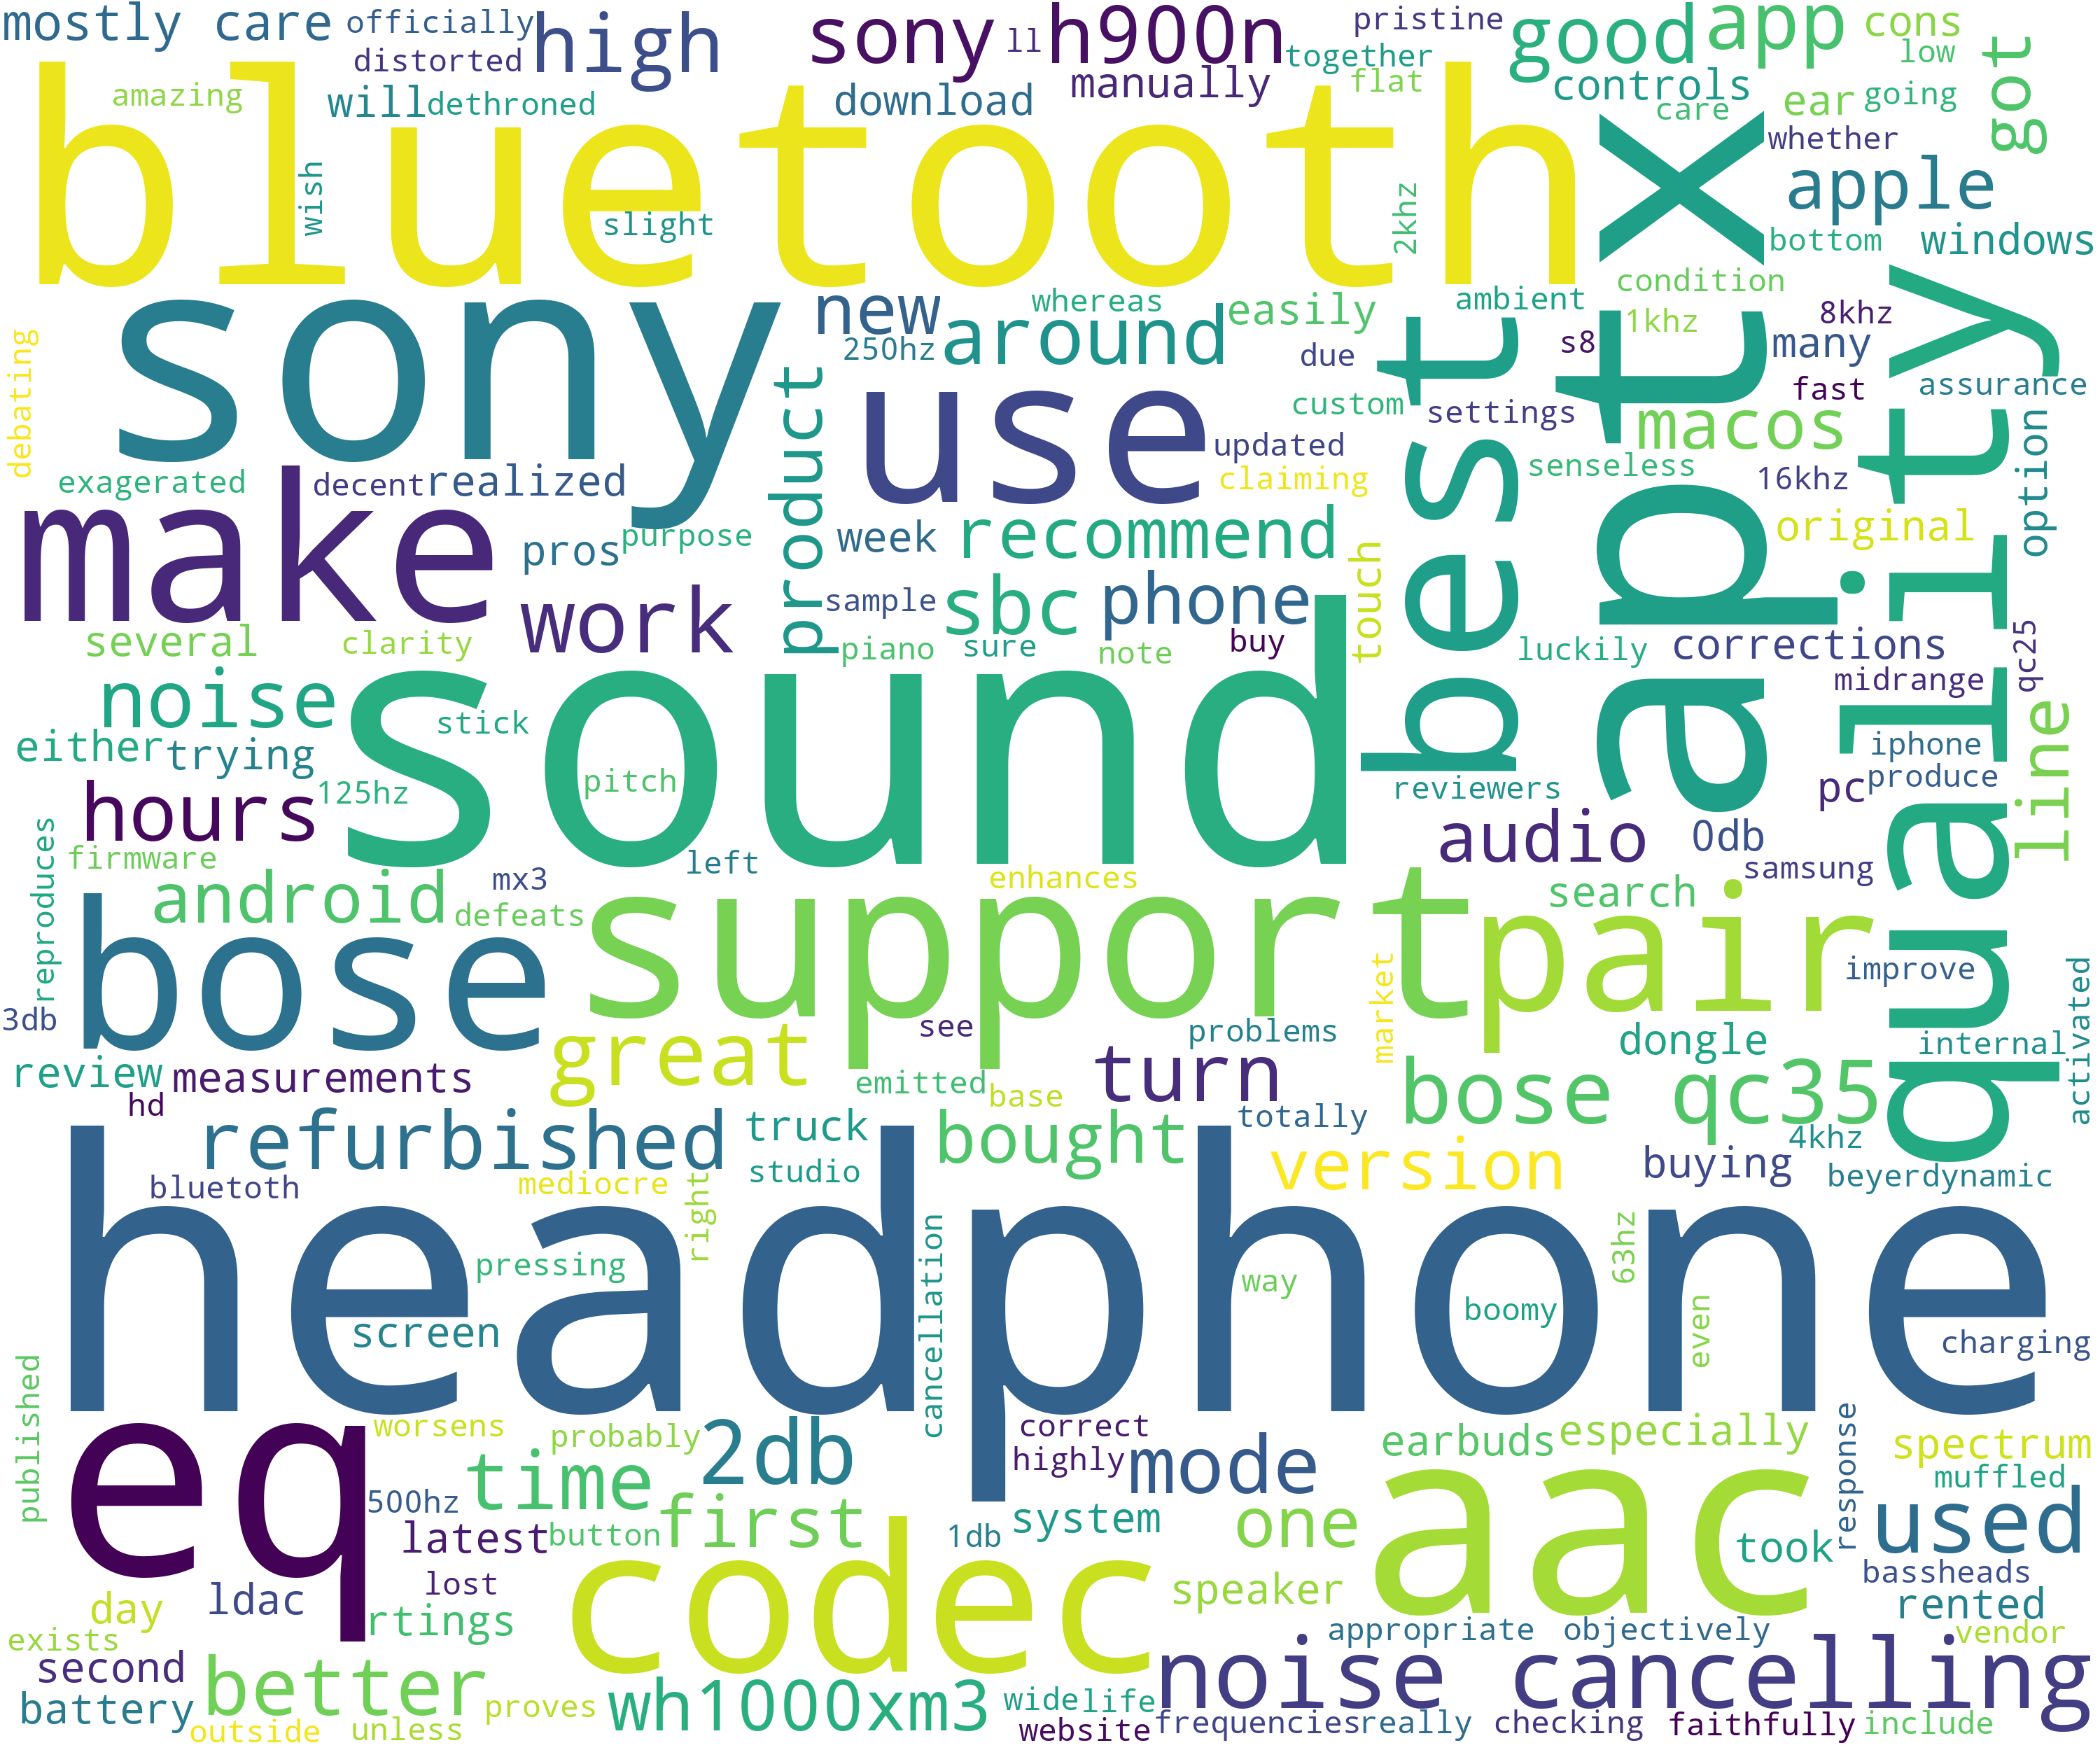 mostly care
officially
distorted
high
sony
ll
h900n
pristine
together
good
app
cons
low
got
amazing
will
dethroned
download
manually
flat
controls
care
ear
going
whether
bluetooth
aptx
wish
slight
2khz
apple
bottom
windows
quality
sony
new
250hz
around
whereas
easily
ambient
condition
1khz
8khz
best
due
s8
many
debating
use
product
custom
settings
fast
assurance
macos
option
exagerated
decent
realized
updated
claiming
senseless
16khz
make
purpose
pros
week
recommend
original
touch
work
sample
sbc
phone
several
clarity
piano
sure
note
buy
luckily
corrections
qc25
midrange
noise
sound
stick
line
either
trying
iphone
pitch
reviewers
produce
pc
hours
125hz
audio
0db
reproduces
firmware
left
samsung
android
mx3
enhances
search
defeats
bose
support
pair
market
improve
activated
3db
see
problems
great
dongle
internal
review
measurements
turn
emitted
base
bose qc35
hd
refurbished
truck
bought
totally
4khz
version
buying
beyerdynamic
studio
bluetoth
mediocre
right
headphone
cancellation
63hz
pressing
way
boomy
even
screen
charging
published
eq
worsens
probably
2db
correct
highly
mode
earbuds
especially
response
spectrum
time
aac
muffled
500hz
first
system
one
used
latest
button
1db
took
codec
lost
bassheads
day
ldac
speaker
rented
rtings
exists
appropriate
objectively
vendor
second
better
noise cancelling
battery
proves
wh1000xm3
wide
life
outside
unless
website
frequencies
really
checking
faithfully
include